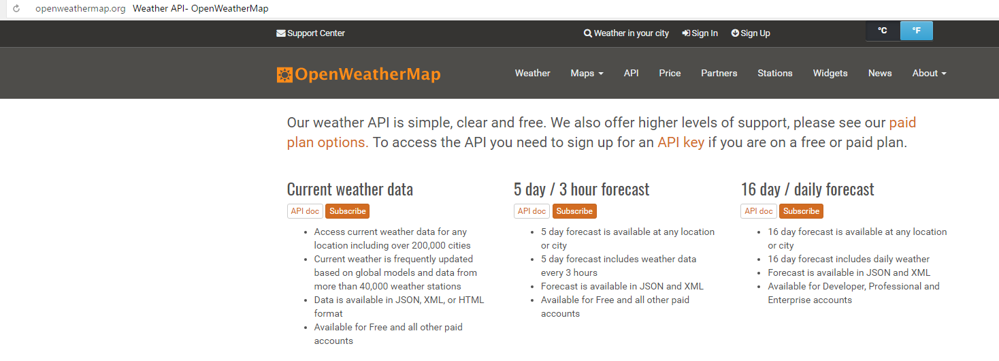 openweathermap.org Weather API- OpenWeatherMap
Support Center Weather in your city Sign In Sign Up °C °F
OpenWeatherMap Weather Maps API Price Partners Stations Widgets News About
Our weather API is simple, clear and free. We also offer higher levels of support, please see our paid
plan options. To access the API you need to sign up for an API key if you are on a free or paid plan.
Current weather data
API doc Subscribe
• Access current weather data for any
location including over 200,000 cities
• Current weather is frequently updated
based on global models and data from
more than 40,000 weather stations
• Data is available in JSON, XML, or HTML
format
• Available for Free and all other paid
accounts
5 day / 3 hour forecast
API doc Subscribe
• 5 day forecast is available at any location
or city
• 5 day forecast includes weather data
every 3 hours
• Forecast is available in JSON and XML
• Available for Free and all other paid
accounts
16 day / daily forecast
API doc Subscribe
• 16 day forecast is available at any location
or city
• 16 day forecast includes daily weather
• Forecast is available in JSON and XML
• Available for Developer, Professional and
Enterprise accounts